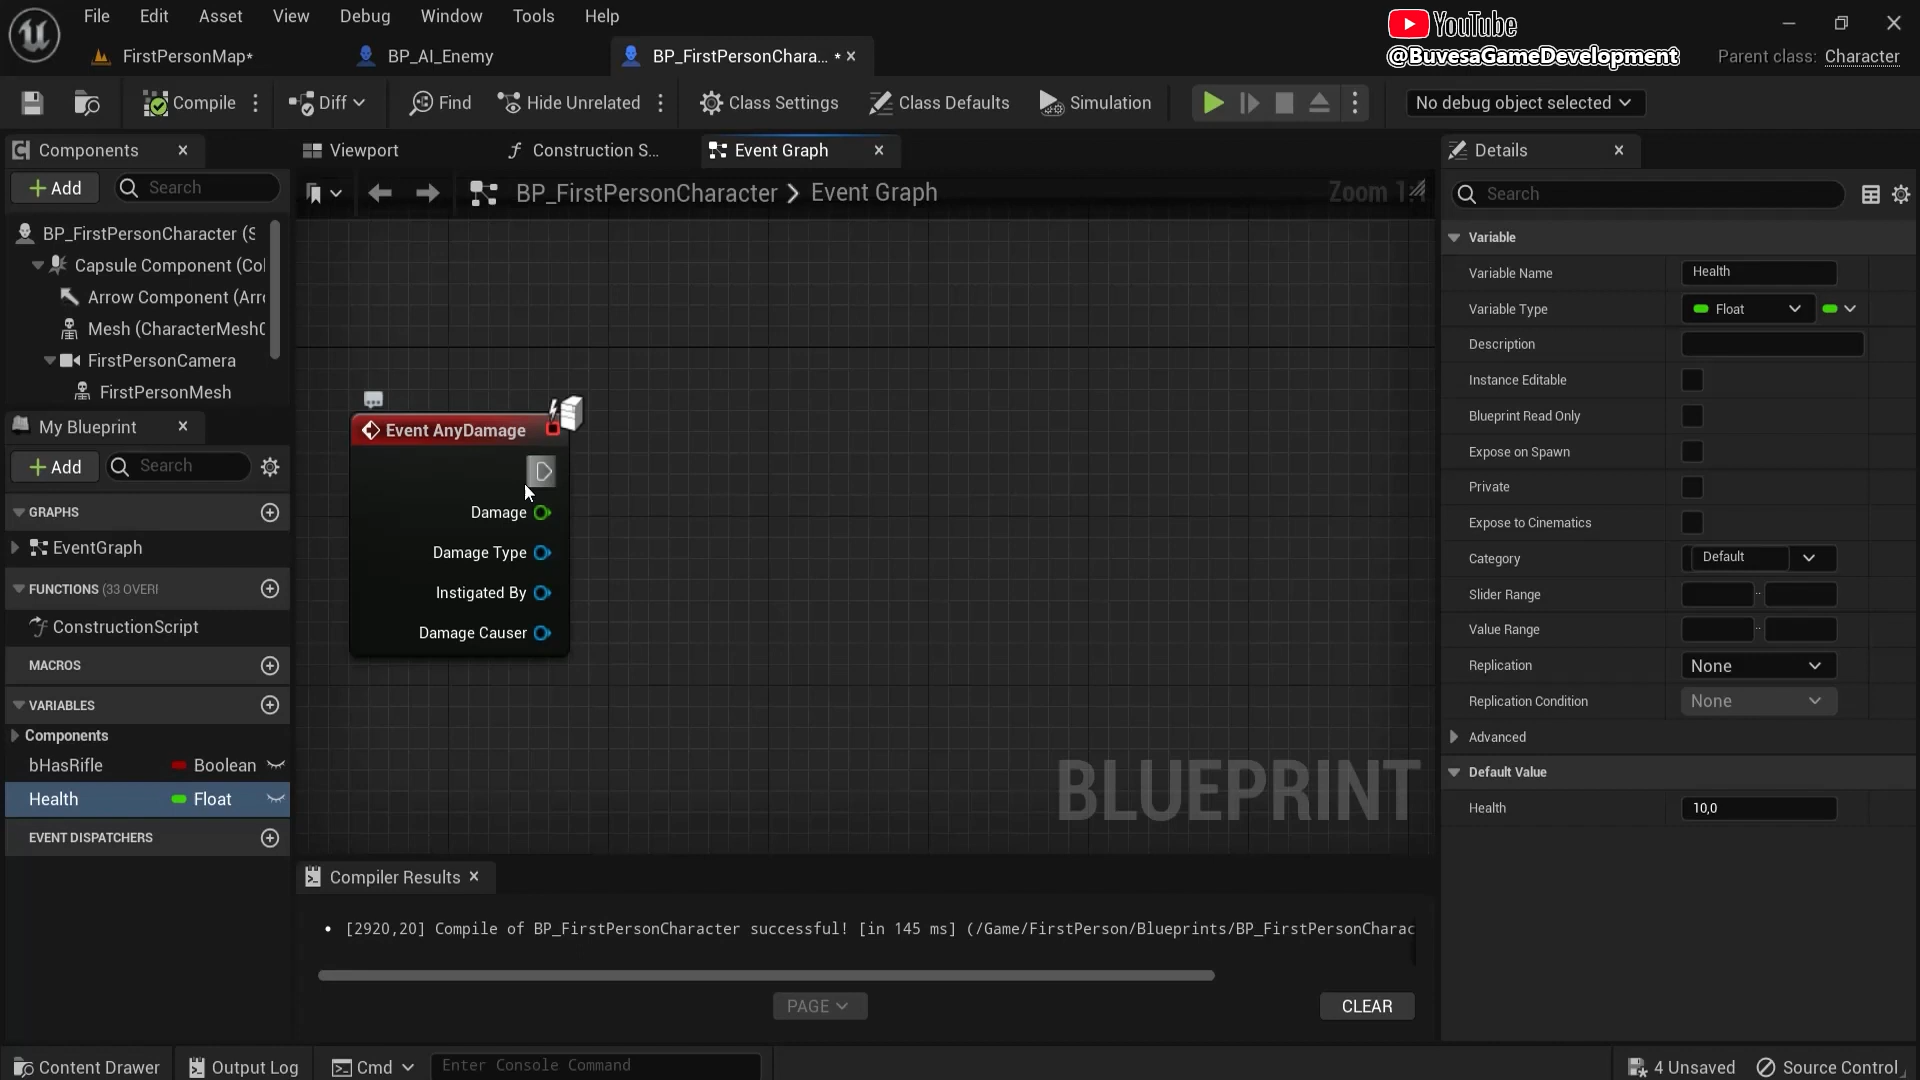 File Edit Asset View Debug Window Tools Help
YouTube
@BuvesaGameDevelopment
FirstPersonMap*
BP_AI_Enemy
BP_FirstPersonChara... *
Parent class: Character
Compile
Diff
Find
Hide Unrelated
Class Settings
Class Defaults
Simulation
No debug object selected
Components
Viewport
Construction S...
Event Graph
Details
Add
Search
BP_FirstPersonCharacter > Event Graph
Search
BP_FirstPersonCharacter (S
Capsule Component (Col
Arrow Component (Arr
Mesh (CharacterMesh
FirstPersonCamera
FirstPersonMesh
My Blueprint
Add
Search
GRAPHS
EventGraph
FUNCTIONS (33 OVERI
ConstructionScript
MACROS
VARIABLES
Components
bHasRifle Boolean
Health Float
EVENT DISPATCHERS
Event AnyDamage
Damage
Damage Type
Instigated By
Damage Causer
BLUEPRINT
Variable
Variable Name Health
Variable Type Float
Description
Instance Editable
Blueprint Read Only
Expose on Spawn
Private
Expose to Cinematics
Category Default
Slider Range ..
Value Range ..
Replication None
Replication Condition None
Advanced
Default Value
Health 10,0
Compiler Results
• [2920,20] Compile of BP_FirstPersonCharacter successful! [in 145 ms] (/Game/FirstPerson/Blueprints/BP_FirstPersonCharac
PAGE
CLEAR
Content Drawer
Output Log
Cmd
Enter Console Command
4 Unsaved
Source Control